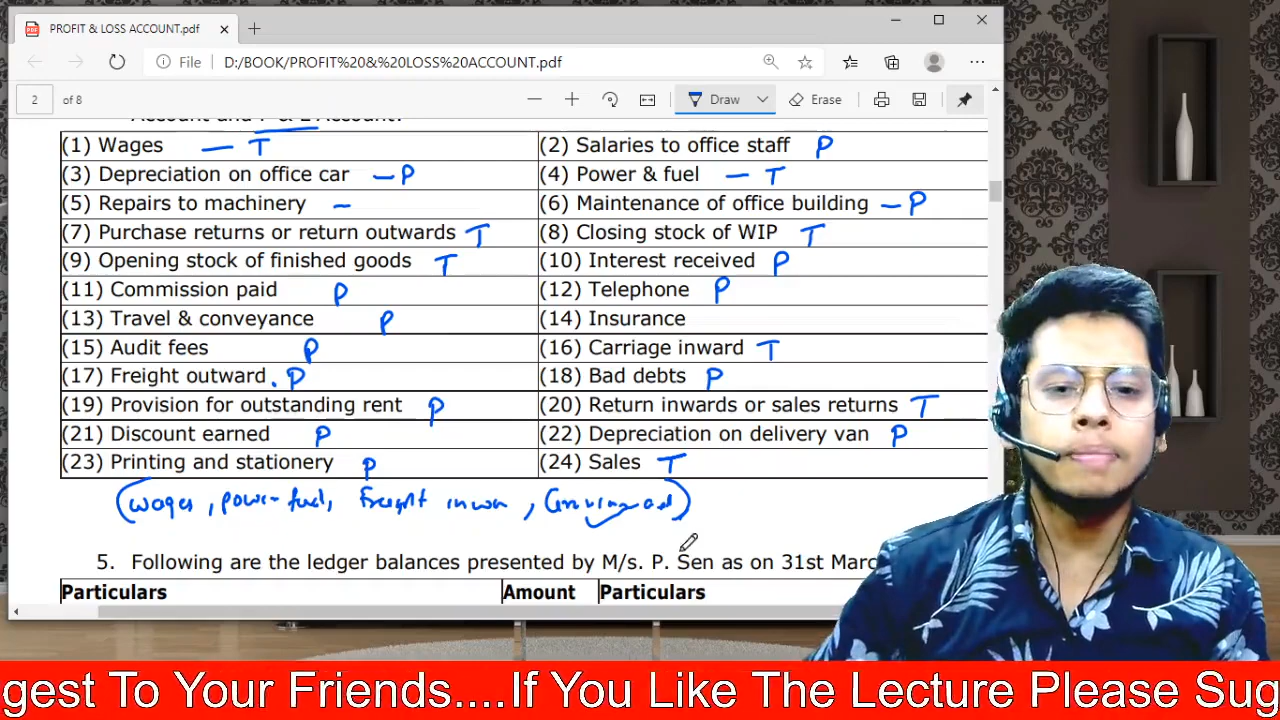 PROFIT & LOSS ACCOUNT.pdf
File D:/BOOK/PROFIT%20&%20LOSS%20ACCOUNT.pdf
2 of 8 Draw Erase
Account and P & L Account:
(1) Wages — T (2) Salaries to office staff P
(3) Depreciation on office car — P (4) Power & fuel — T
(5) Repairs to machinery — (6) Maintenance of office building — P
(7) Purchase returns or return outwards T (8) Closing stock of WIP T
(9) Opening stock of finished goods T (10) Interest received P
(11) Commission paid P (12) Telephone P
(13) Travel & conveyance P (14) Insurance
(15) Audit fees P (16) Carriage inward T
(17) Freight outward . P (18) Bad debts P
(19) Provision for outstanding rent P (20) Return inwards or sales returns T
(21) Discount earned P (22) Depreciation on delivery van P
(23) Printing and stationery P (24) Sales T
(wages, power fuel, Freight
5. Following are the ledger balances presented by M/s. P. Sen as on 31st Marc
Particulars Amount Particulars
gest To Your Friends....If You Like The Lecture Please Sug